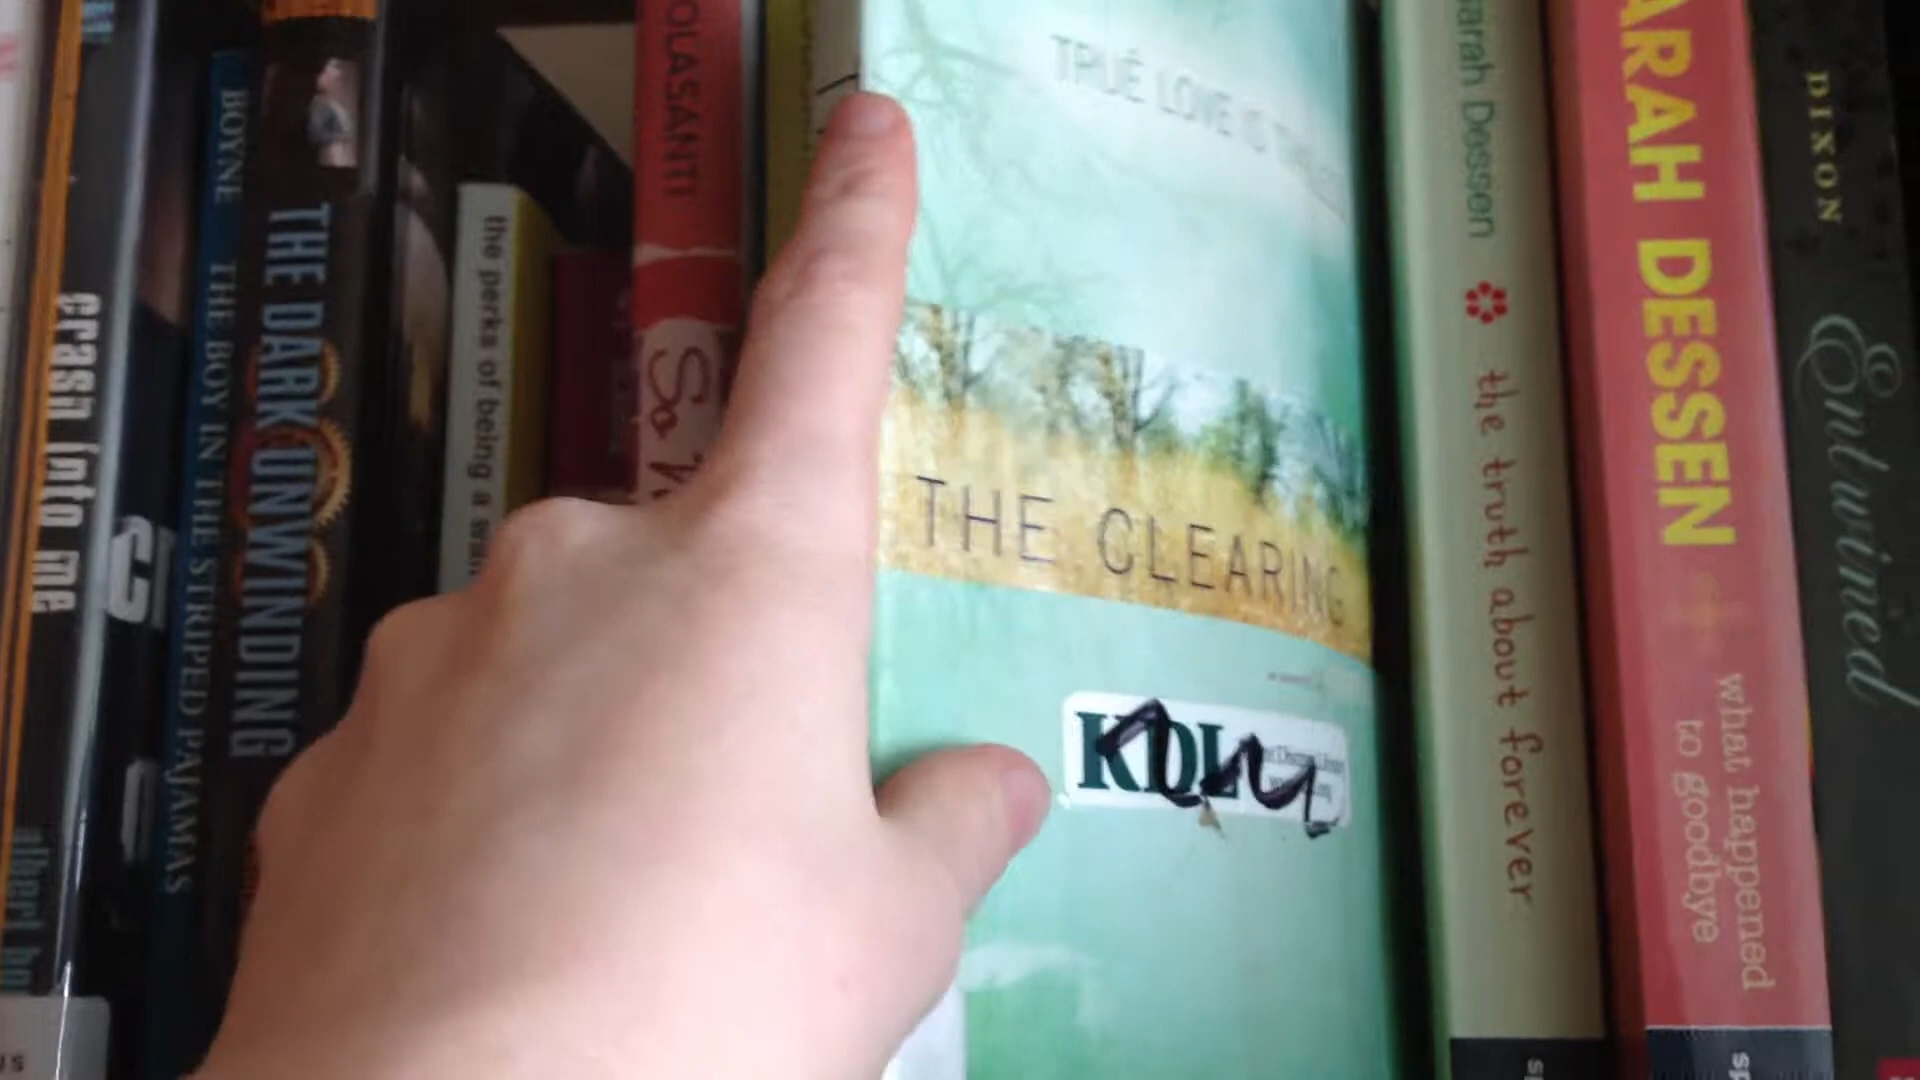 crash into me
BOYNE THE BOY IN THE STRIPED PAJAMAS
THE DARK UNWINDING
the perks of being a
OLASANTI
So
TRUE LOVE IS
THE CLEARING
KDL
sarah Dessen the truth about forever
ARAH DESSEN
what happened
to goodbye
DIXON
Entwined